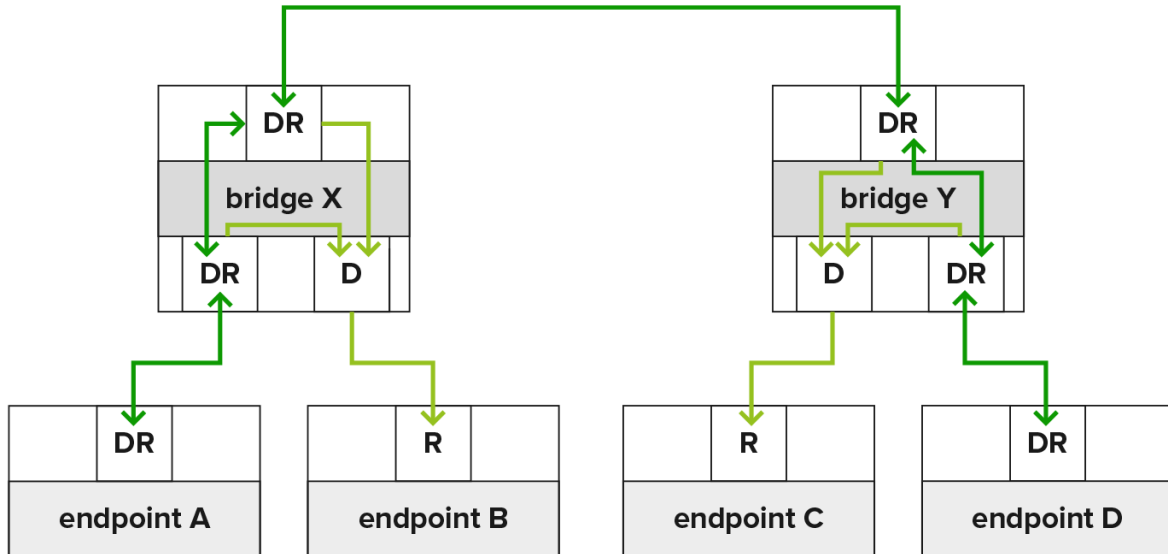 DR
DR
bridge X
bridge Y
DR
D
D
DR
DR
R
R
DR
endpoint A
endpoint B
endpoint C
endpoint D